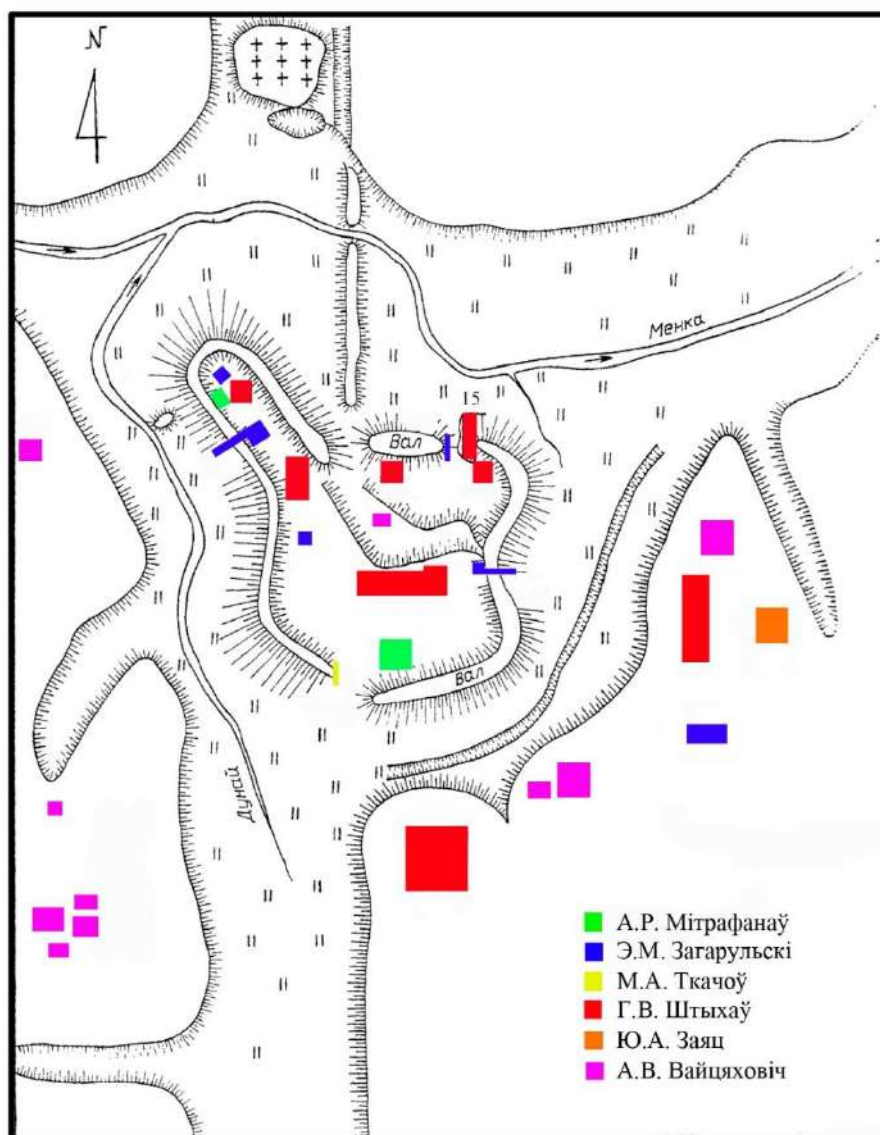 N
Менка
15
Вал
Вал
Дунай
А.Р. Мітрафанаў
Э.М. Загарульскі
М.А. Ткачоў
Г.В. Штыхаў
Ю.А. Заяц
А.В. Вайцяховіч